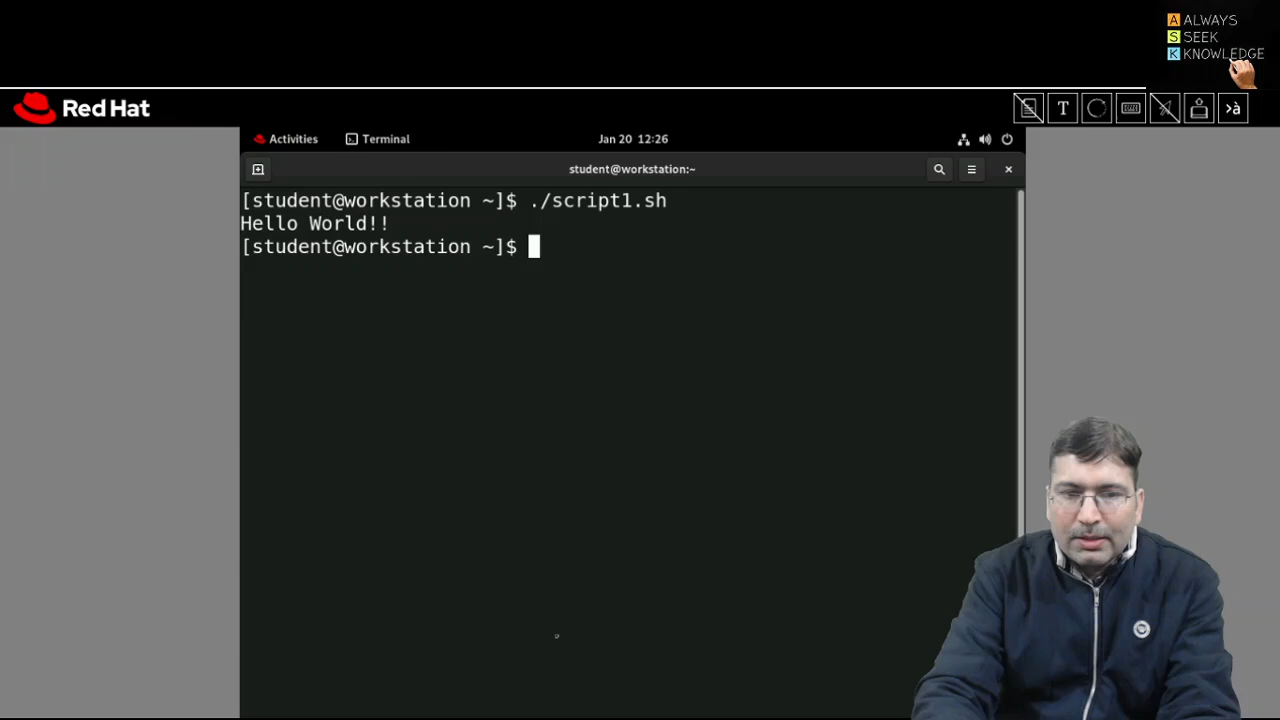 A ALWAYS
S SEEK
K KNOWLEDGE
Red Hat
T
›à
Activities Terminal Jan 20 12:26
student@workstation:~
[student@workstation ~]$ ./script1.sh
Hello World!!
[student@workstation ~]$